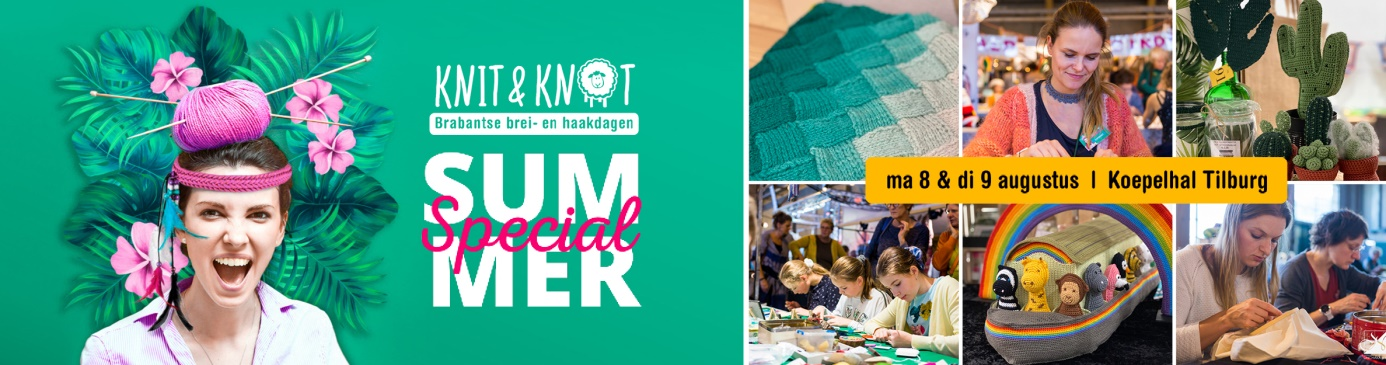 KNIT & KNOT
Brabantse brei- en haakdagen
SUM
Special
MER
ma 8 & di 9 augustus | Koepelhal Tilburg